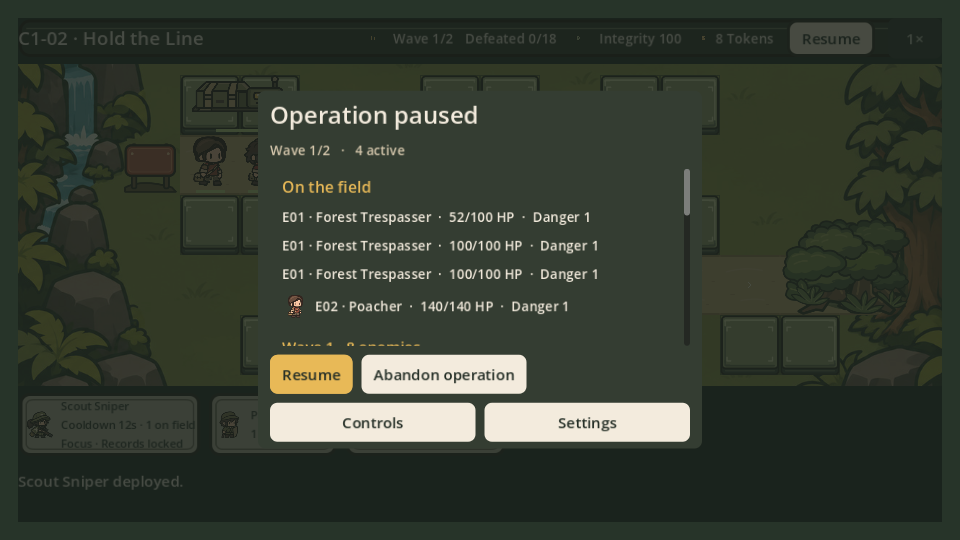 C1-02 · Hold the Line
Wave 1/2 Defeated 0/18 Integrity 100 8 Tokens Resume 1×
Operation paused
Wave 1/2 · 4 active
On the field
E01 · Forest Trespasser · 52/100 HP · Danger 1
E01 · Forest Trespasser · 100/100 HP · Danger 1
E01 · Forest Trespasser · 100/100 HP · Danger 1
E02 · Poacher · 140/140 HP · Danger 1
Wave 1 · 8 enemies
Resume Abandon operation
Controls Settings
Scout Sniper
Cooldown 12s · 1 on field
Focus · Records locked
Scout Sniper deployed.